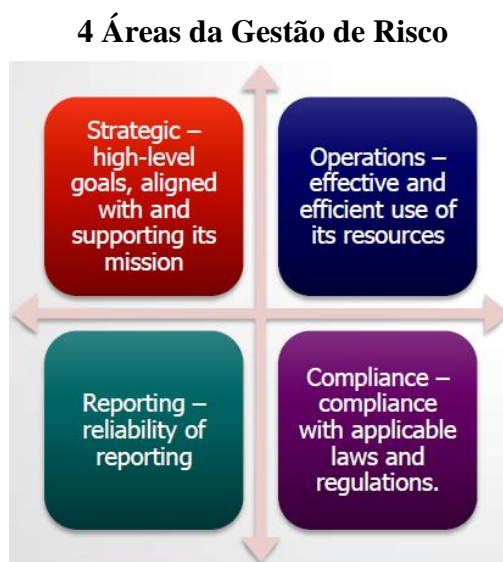 4 Áreas da Gestão de Risco
Strategic –
high-level
goals, aligned
with and
supporting its
mission
Operations –
effective and
efficient use of
its resources
Reporting –
reliability of
reporting
Compliance –
compliance
with applicable
laws and
regulations.